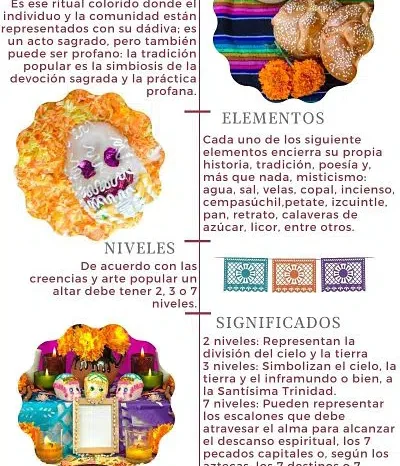 Es ese ritual colorido donde el
individuo y la comunidad están
representados con su dádiva; es
un acto sagrado, pero también
puede ser profano: la tradición
popular es la simbiosis de la
devoción sagrada y la práctica
profana.
ELEMENTOS
Cada uno de los siguiente
elementos encierra su propia
historia, tradición, poesía y,
más que nada, misticismo:
agua, sal, velas, copal, incienso,
cempasúchil,petate, izcuintle,
pan, retrato, calaveras de
azúcar, licor, entre otros.
NIVELES
De acuerdo con las
creencias y arte popular un
altar debe tener 2, 3 o 7
niveles.
SIGNIFICADOS
2 niveles: Representan la
división del cielo y la tierra
3 niveles: Simbolizan el cielo, la
tierra y el inframundo o bien, a
la Santísima Trinidad.
7 niveles: Pueden representar
los escalones que debe
atravesar el alma para alcanzar
el descanso espiritual, los 7
pecados capitales o, según los
aztecas, los 7 destinos o 7